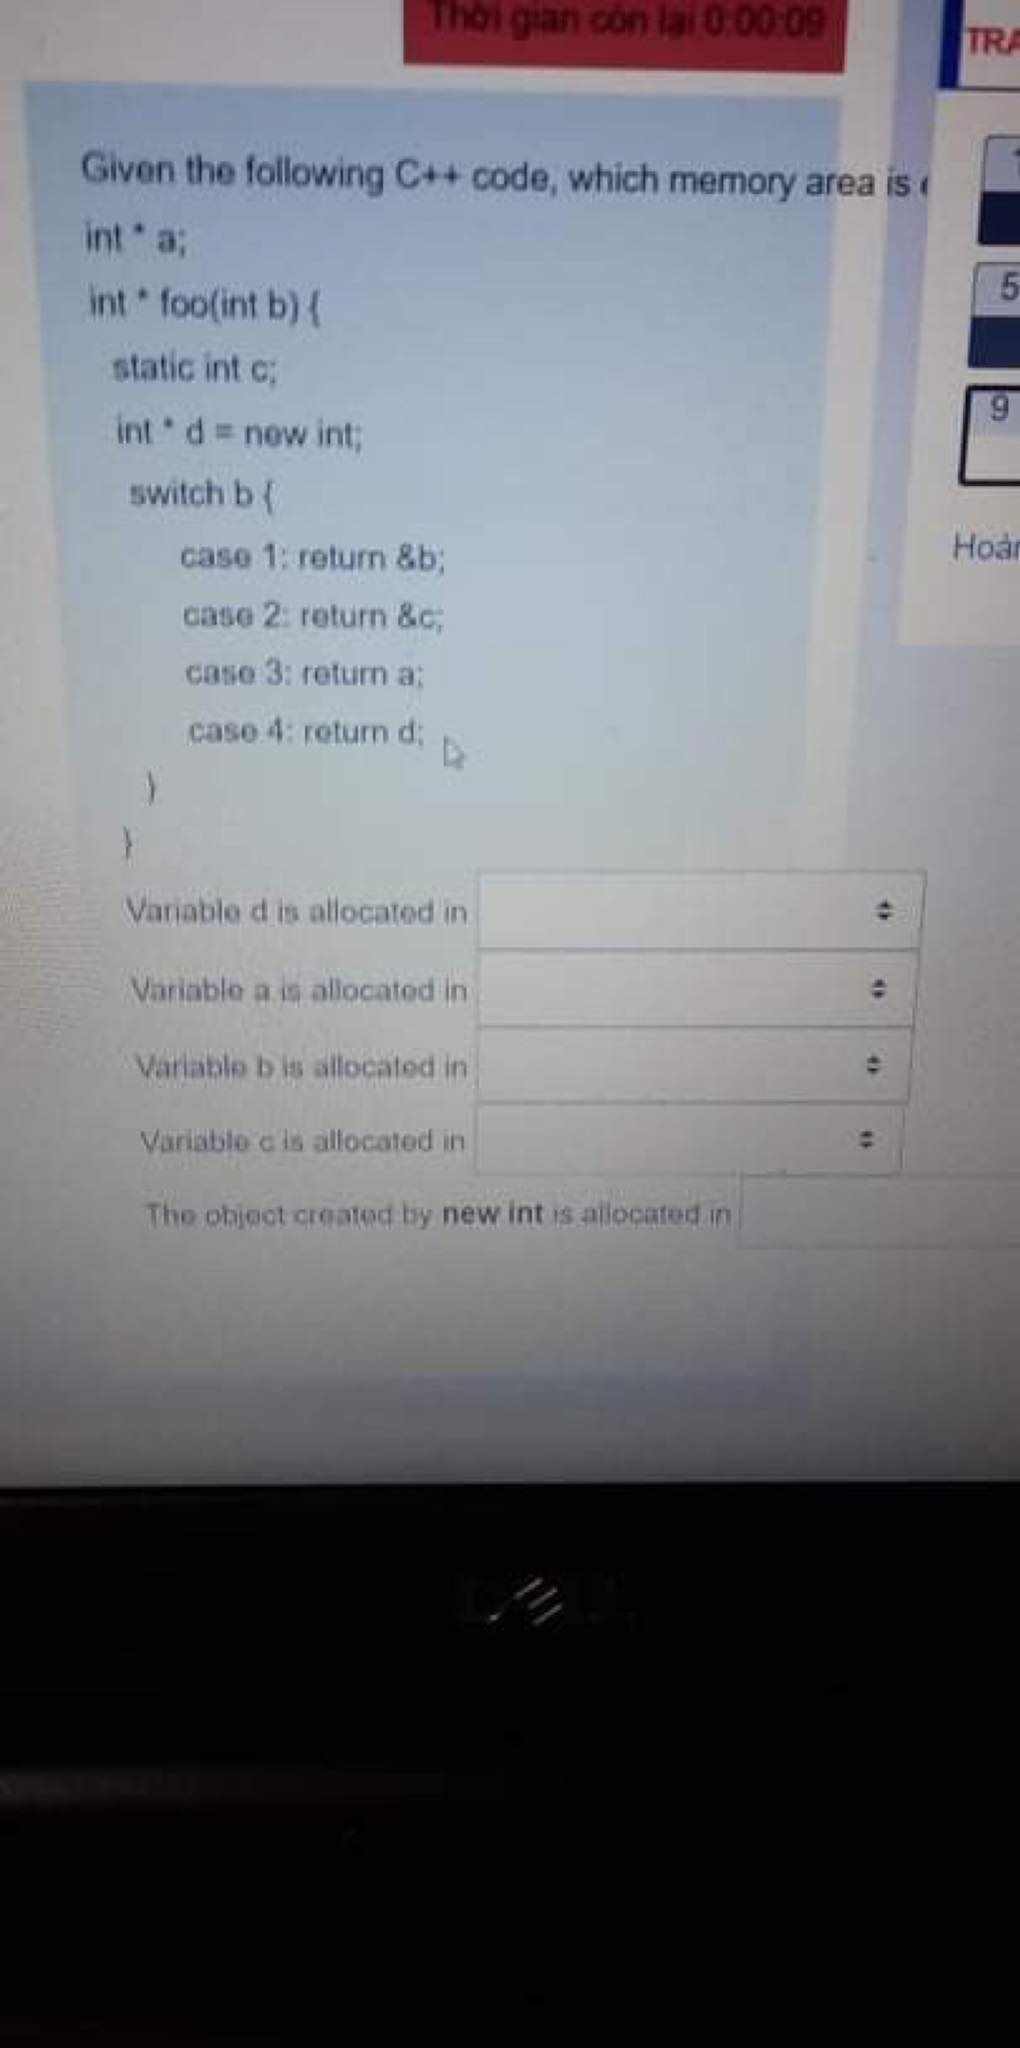 Thời gian còn lại 0:00:09
TRA
Given the following C++ code, which memory area is
int * a;
int * foo(int b) {
static int c;
int * d = new int;
switch b {
case 1: return &b;
case 2: return &c;
case 3: return a;
case 4: return d;
}
}
Variable d is allocated in
Variable a is allocated in
Variable b is allocated in
Variable c is allocated in
The object created by new int is allocated in
1
5
9
Hoàn